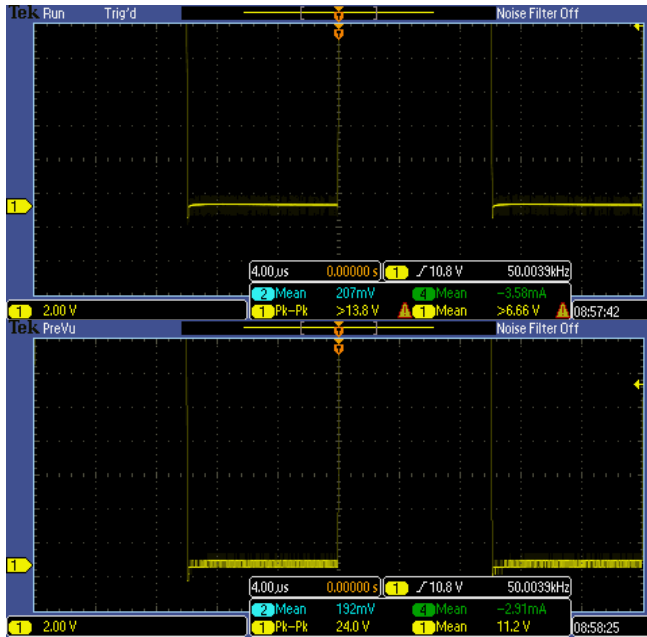 Tek Run Trig'd Noise Filter Off
T
T
1
4.00µs 0.00000 s 1 / 10.8 V 50.0039kHz
2 Mean 207mV 4 Mean -3.58mA
1 2.00 V 1 Pk-Pk >13.8 V 1 Mean >6.66 V 08:57:42
Tek PreVu Noise Filter Off
T
T
1
4.00µs 0.00000 s 1 / 10.8 V 50.0039kHz
2 Mean 192mV 4 Mean -2.91mA
1 2.00 V 1 Pk-Pk 24.0 V 1 Mean 11.2 V 08:58:25